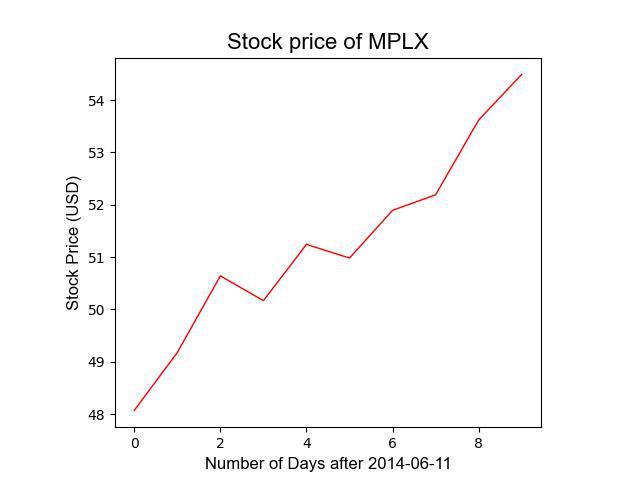 Stock price of MPLX
Stock Price (USD)
54
53
52
51
50
49
48
0 2 4 6 8
Number of Days after 2014-06-11